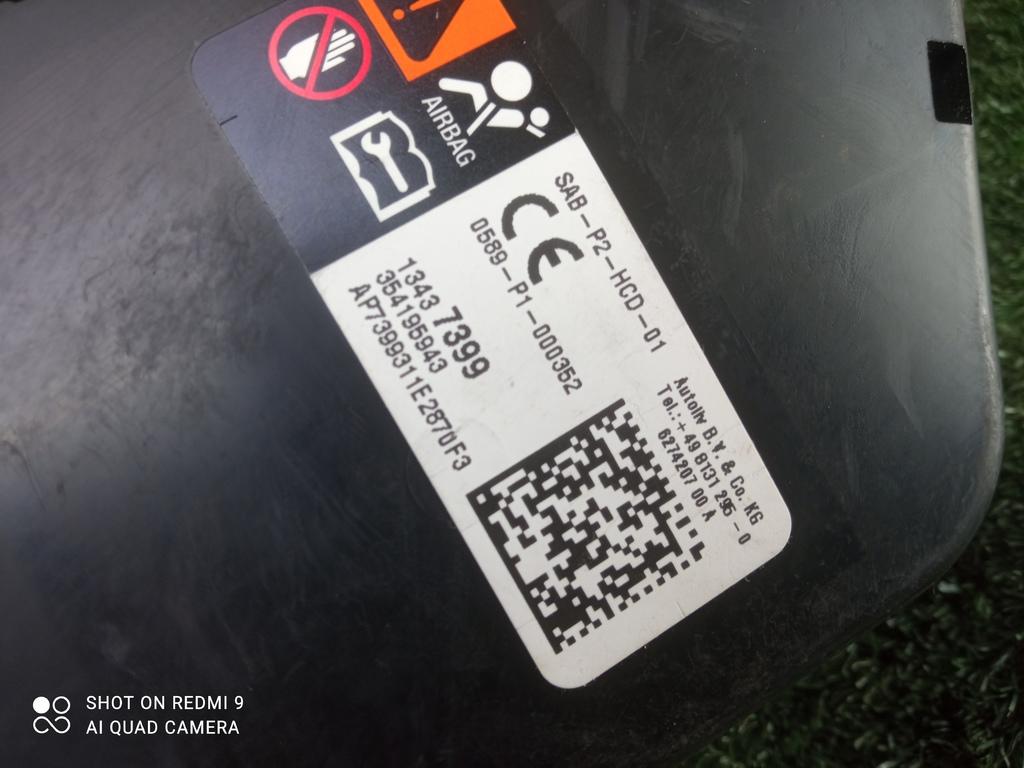 AIRBAG
SAB-P2-HCD-01
CE
0589-P1-000352
1343 7399
354195943
AP7399311E2870F3
Autoliv B.V. & Co. KG
Tel.:+49 8131 295-0
6274207 00 A
SHOT ON REDMI 9
AI QUAD CAMERA